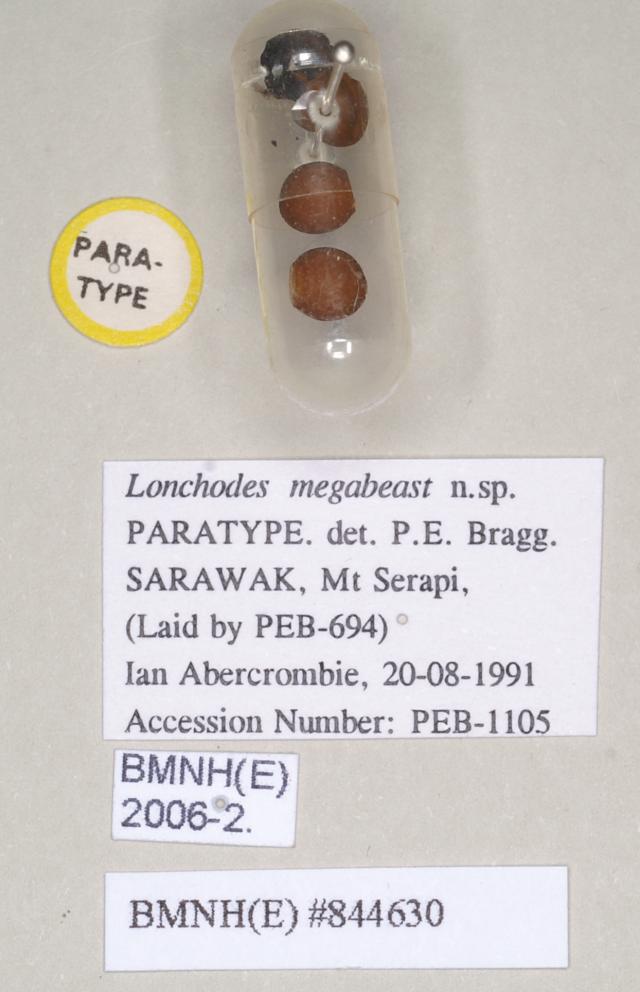 PARA-
TYPE
Lonchodes megabeast n.sp.
PARATYPE. det. P.E. Bragg.
SARAWAK, Mt Serapi,
(Laid by PEB-694)
Ian Abercrombie, 20-08-1991
Accession Number: PEB-1105
BMNH(E)
2006-2.
BMNH(E) #844630